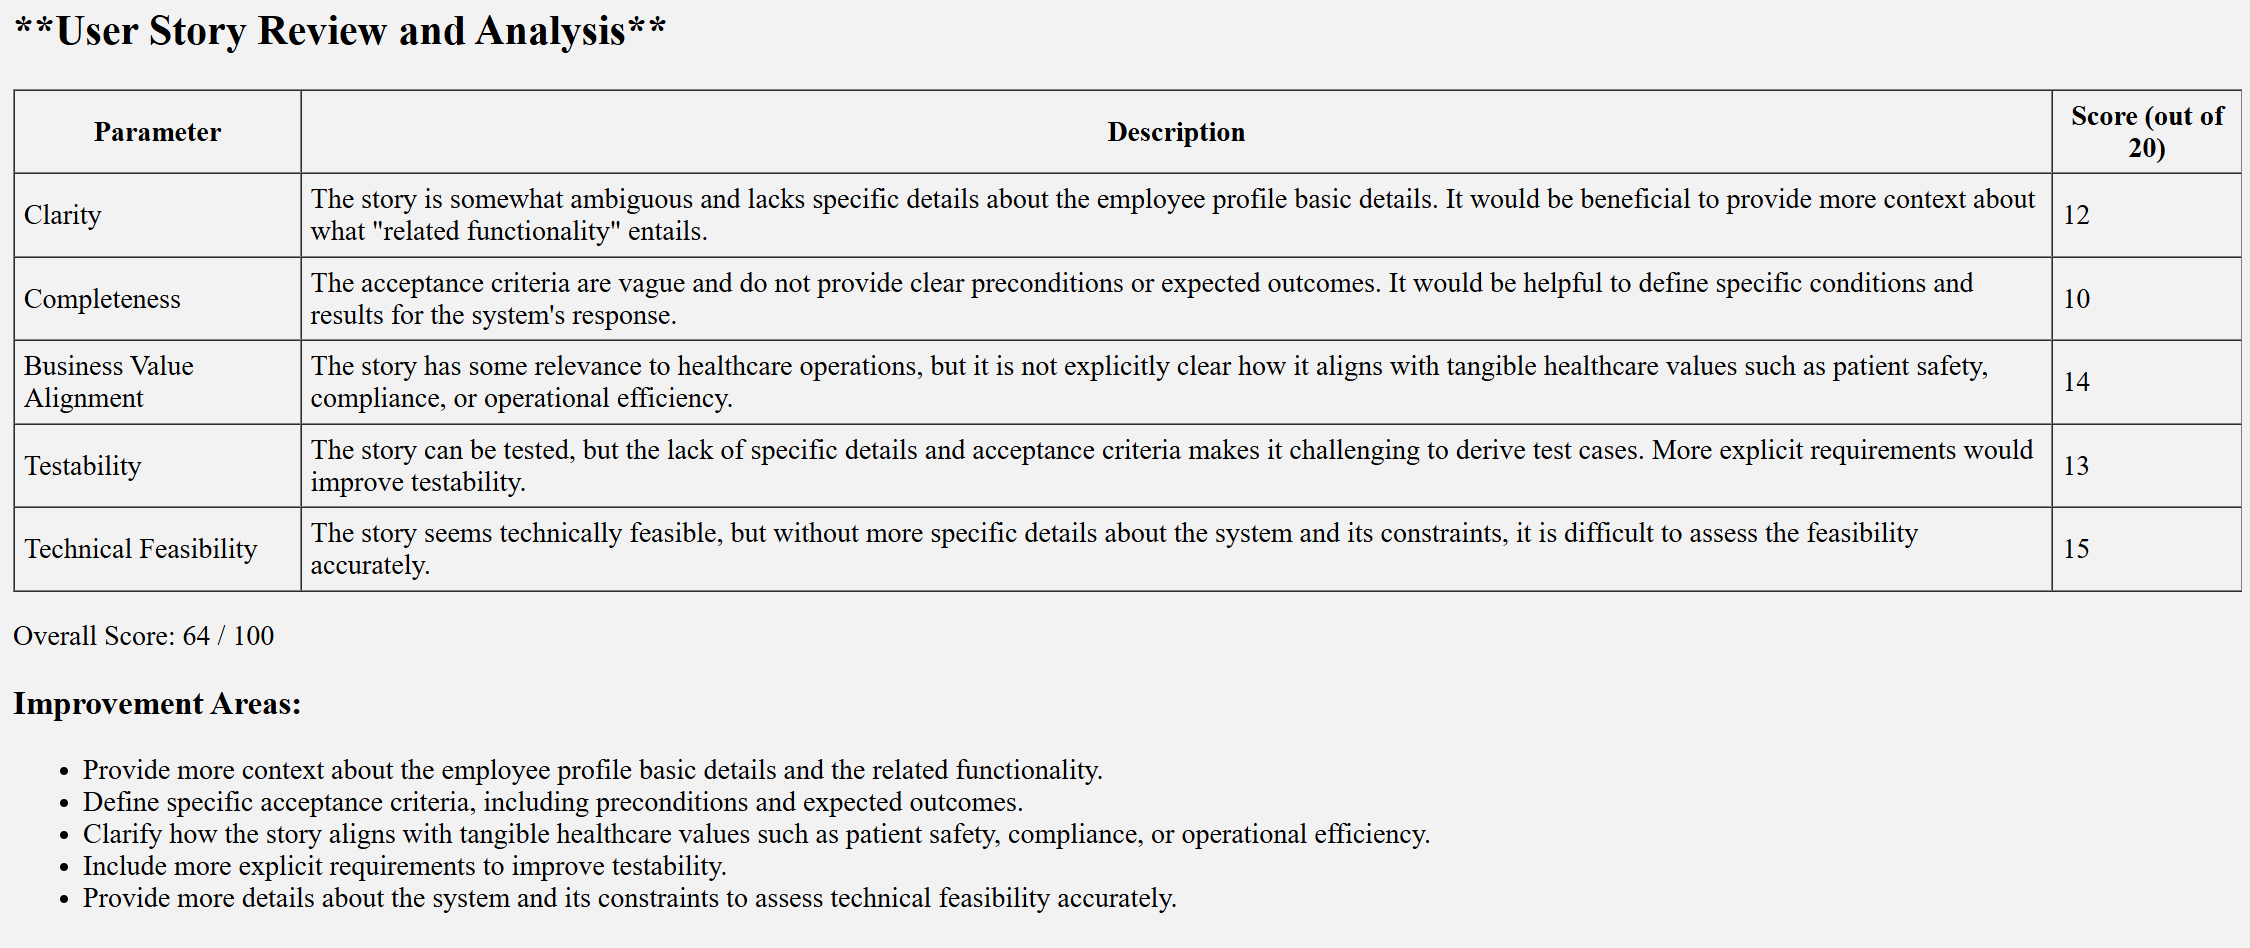 **User Story Review and Analysis**
Parameter
Description
Score (out of
20)
Clarity
The story is somewhat ambiguous and lacks specific details about the employee profile basic details. It would be beneficial to provide more context about
what "related functionality" entails.
12
Completeness
The acceptance criteria are vague and do not provide clear preconditions or expected outcomes. It would be helpful to define specific conditions and
results for the system's response.
10
Business Value
Alignment
The story has some relevance to healthcare operations, but it is not explicitly clear how it aligns with tangible healthcare values such as patient safety,
compliance, or operational efficiency.
14
Testability
The story can be tested, but the lack of specific details and acceptance criteria makes it challenging to derive test cases. More explicit requirements would
improve testability.
13
Technical Feasibility
The story seems technically feasible, but without more specific details about the system and its constraints, it is difficult to assess the feasibility
accurately.
15
Overall Score: 64 / 100
Improvement Areas:
• Provide more context about the employee profile basic details and the related functionality.
• Define specific acceptance criteria, including preconditions and expected outcomes.
• Clarify how the story aligns with tangible healthcare values such as patient safety, compliance, or operational efficiency.
• Include more explicit requirements to improve testability.
• Provide more details about the system and its constraints to assess technical feasibility accurately.